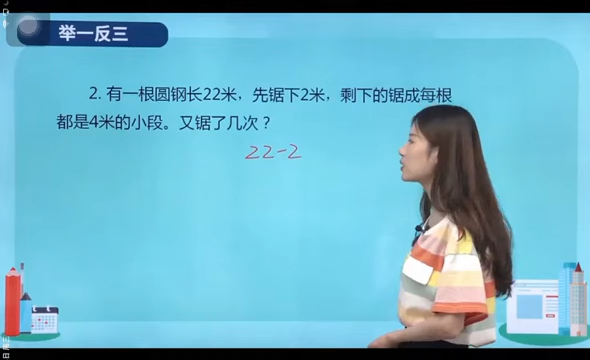 举一反三
2. 有一根圆钢长22米，先锯下2米，剩下的锯成每根
都是4米的小段。又锯了几次？
22-2